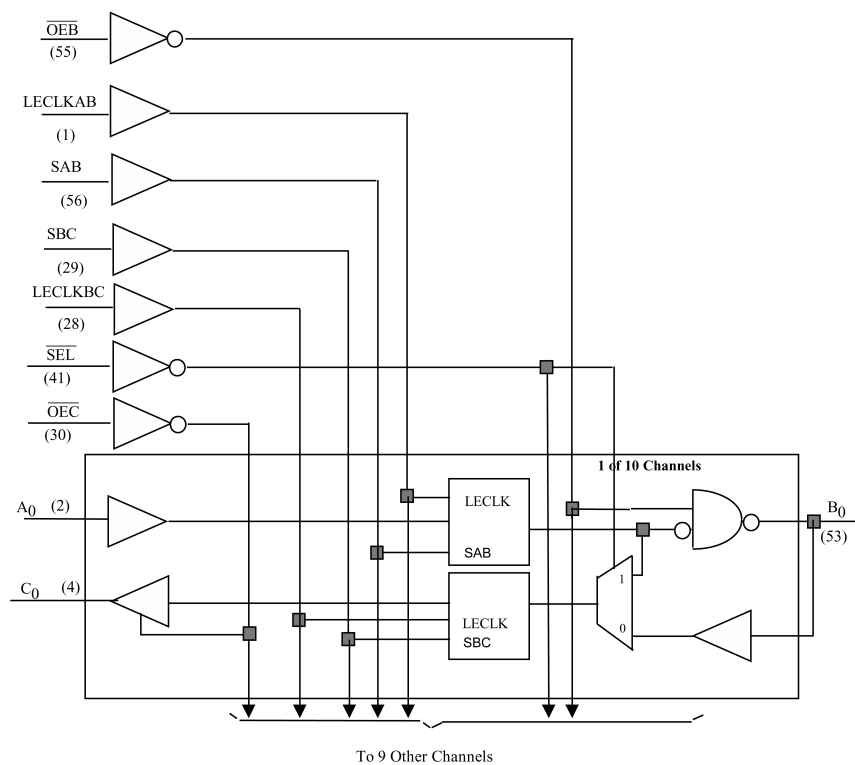 OEB
(55)
LECLKAB
(1)
SAB
(56)
SBC
(29)
LECLKBC
(28)
SEL
(41)
OEC
(30)
1 of 10 Channels
A0 (2)
LECLK
SAB
B0
(53)
C0 (4)
LECLK
SBC
1
0
To 9 Other Channels